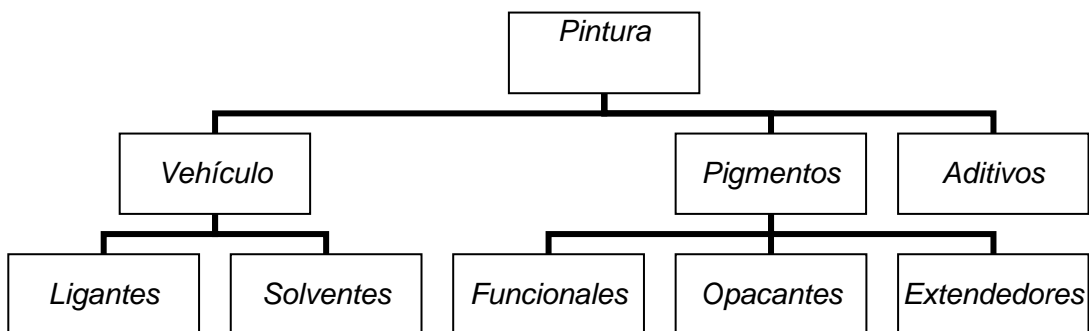 Pintura
Vehículo
Pigmentos
Aditivos
Ligantes
Solventes
Funcionales
Opacantes
Extendedores